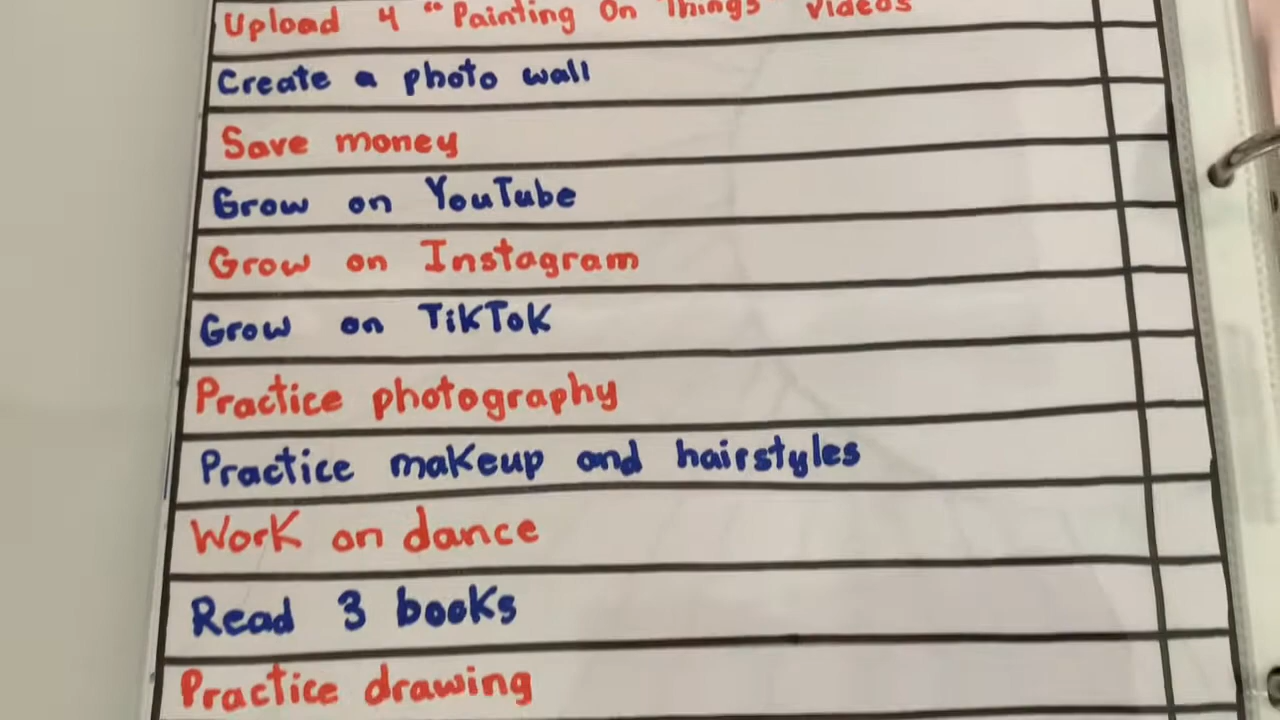 Upload 4 "Painting On Things" Videos
Create a photo wall
Save money
Grow on YouTube
Grow on Instagram
Grow on TikTok
Practice photography
Practice makeup and hairstyles
Work on dance
Read 3 books
Practice drawing